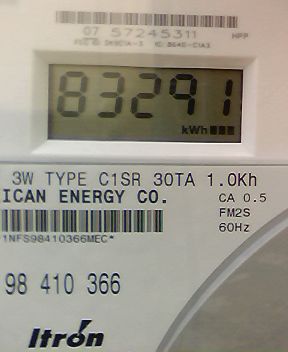 07 57245311 HPP
83291
kWh
3W TYPE C1SR 30TA 1.0Kh
ICAN ENERGY CO. CA 0.5
FM2S
60Hz
1NFS98410366MEC*
98 410 366
Itron